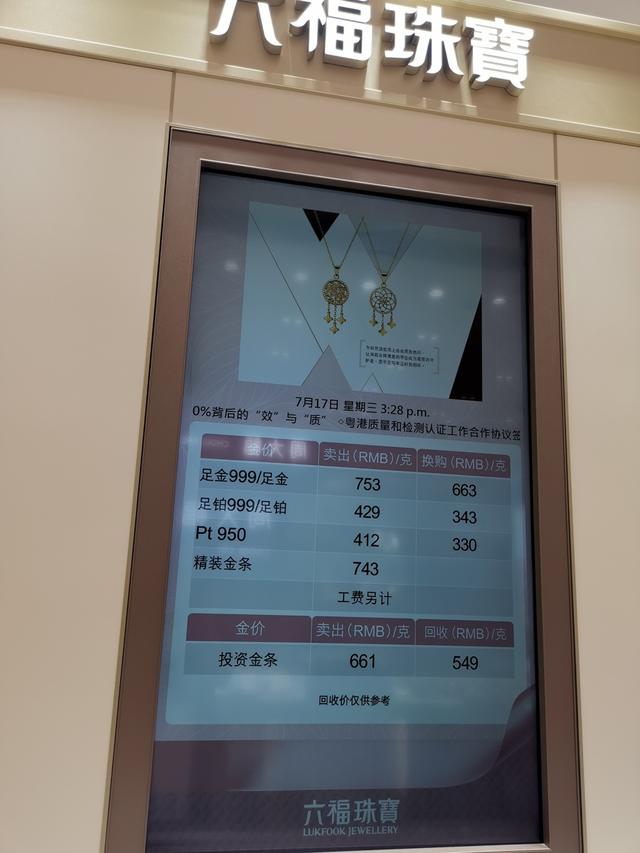 六福珠寶
7月17日 星期三 3:28 p.m.
0%背后的“效”与“质” ○粤港质量和检测认证工作合作协议签
金价 卖出(RMB)/克 换购(RMB)/克
足金999/足金 753 663
足铂999/足铂 429 343
Pt 950 412 330
精装金条 743
工费另计
金价 卖出(RMB)/克 回收(RMB)/克
投资金条 661 549
回收价仅供参考
六福珠寶
LUKFOOK JEWELLERY